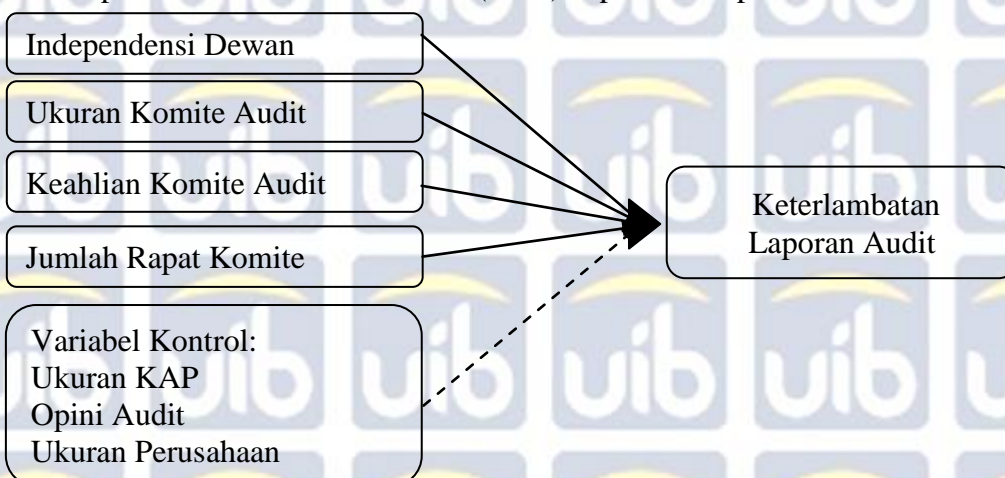 Independensi Dewan
Ukuran Komite Audit
Keahlian Komite Audit
Jumlah Rapat Komite
Keterlambatan
Laporan Audit
Variabel Kontrol:
Ukuran KAP
Opini Audit
Ukuran Perusahaan
uib